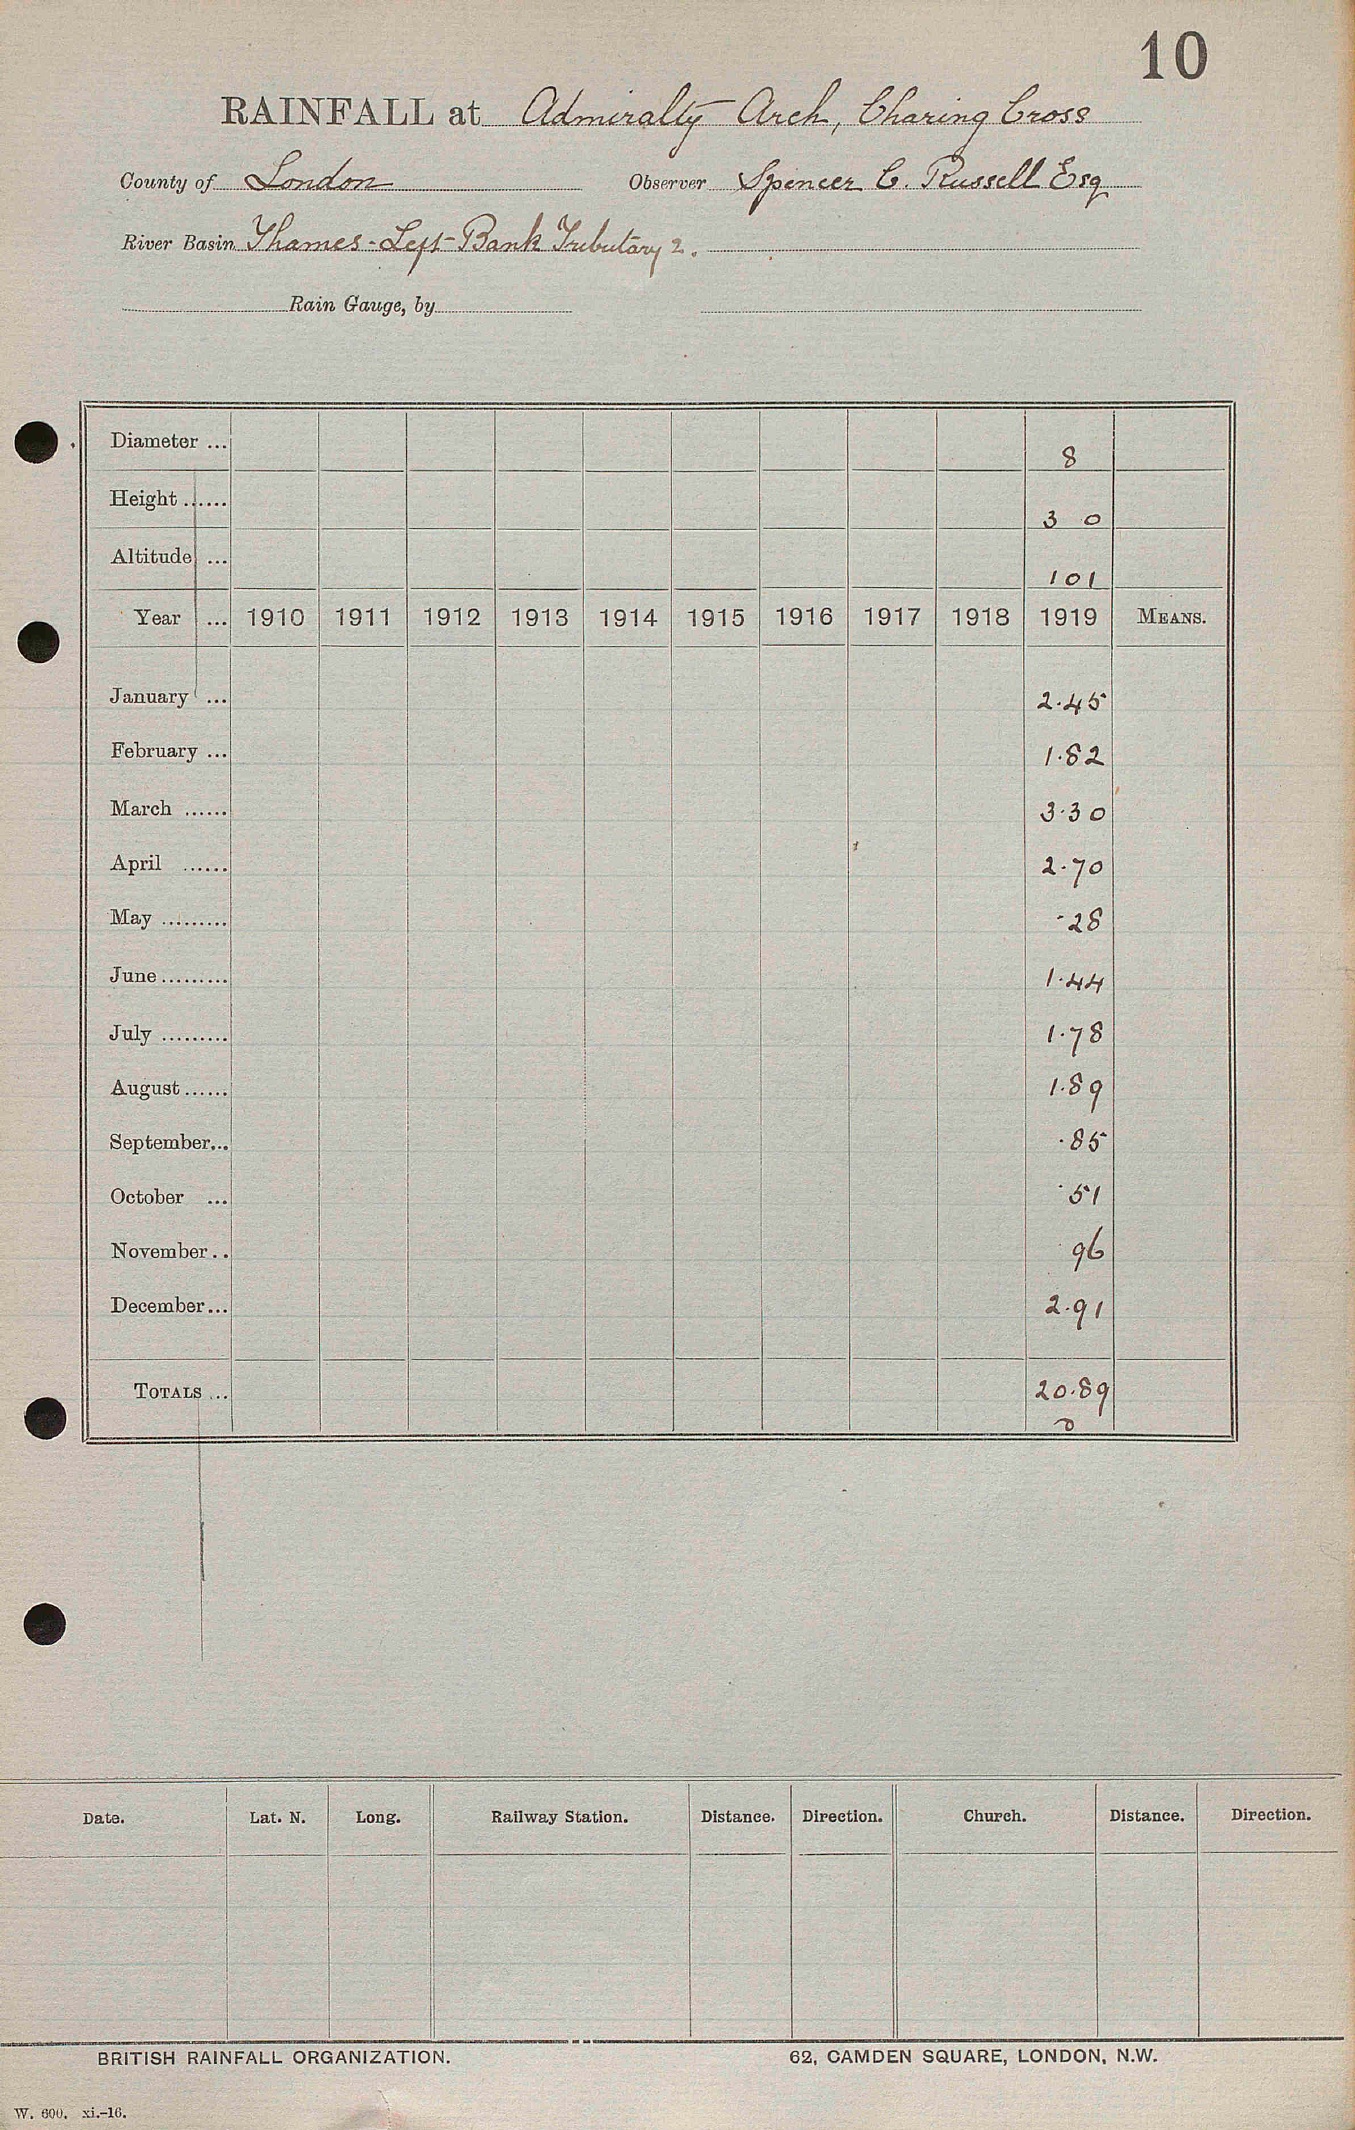 10
RAINFALL at Admiralty Arch, Charing Cross
County of London Observer Spencer C. Russell Esq
River Basin Thames - Left - Bank Tributary 2.
Rain Gauge, by
Diameter ... 8
Height ...... 3 0
Altitude ... 101
Year ... 1910 1911 1912 1913 1914 1915 1916 1917 1918 1919 MEANS.
January ... 2.45
February ... 1.82
March ...... 3.30
April ...... 2.70
May ......... .28
June ......... 1.44
July ......... 1.78
August ...... 1.89
September... .85
October ... .51
November .. 96
December... 2.91
TOTALS ... 20.89
Date. Lat. N. Long. Railway Station. Distance. Direction. Church. Distance. Direction.
BRITISH RAINFALL ORGANIZATION. 62, CAMDEN SQUARE, LONDON, N.W.
W. 600. xi.-16.